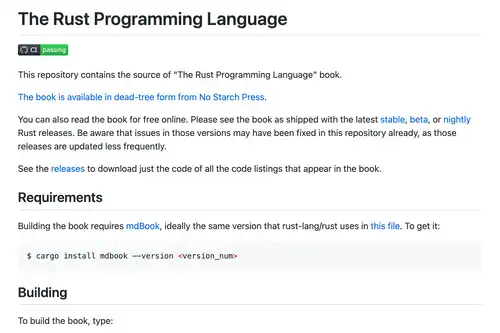 The Rust Programming Language
CI passing
This repository contains the source of "The Rust Programming Language" book.
The book is available in dead-tree form from No Starch Press.
You can also read the book for free online. Please see the book as shipped with the latest stable, beta, or nightly
Rust releases. Be aware that issues in those versions may have been fixed in this repository already, as those
releases are updated less frequently.
See the releases to download just the code of all the code listings that appear in the book.
Requirements
Building the book requires mdBook, ideally the same version that rust-lang/rust uses in this file. To get it:
$ cargo install mdbook --version <version_num>
Building
To build the book, type: